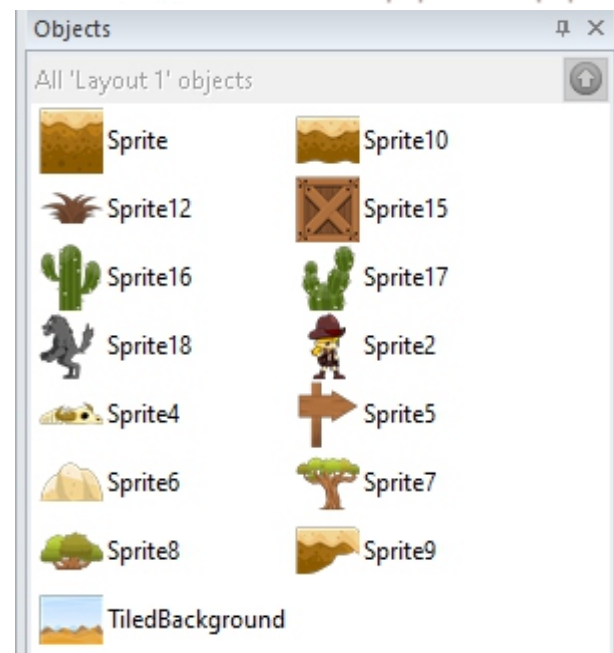 Objects
All 'Layout 1' objects
Sprite Sprite10
Sprite12 Sprite15
Sprite16 Sprite17
Sprite18 Sprite2
Sprite4 Sprite5
Sprite6 Sprite7
Sprite8 Sprite9
TiledBackground